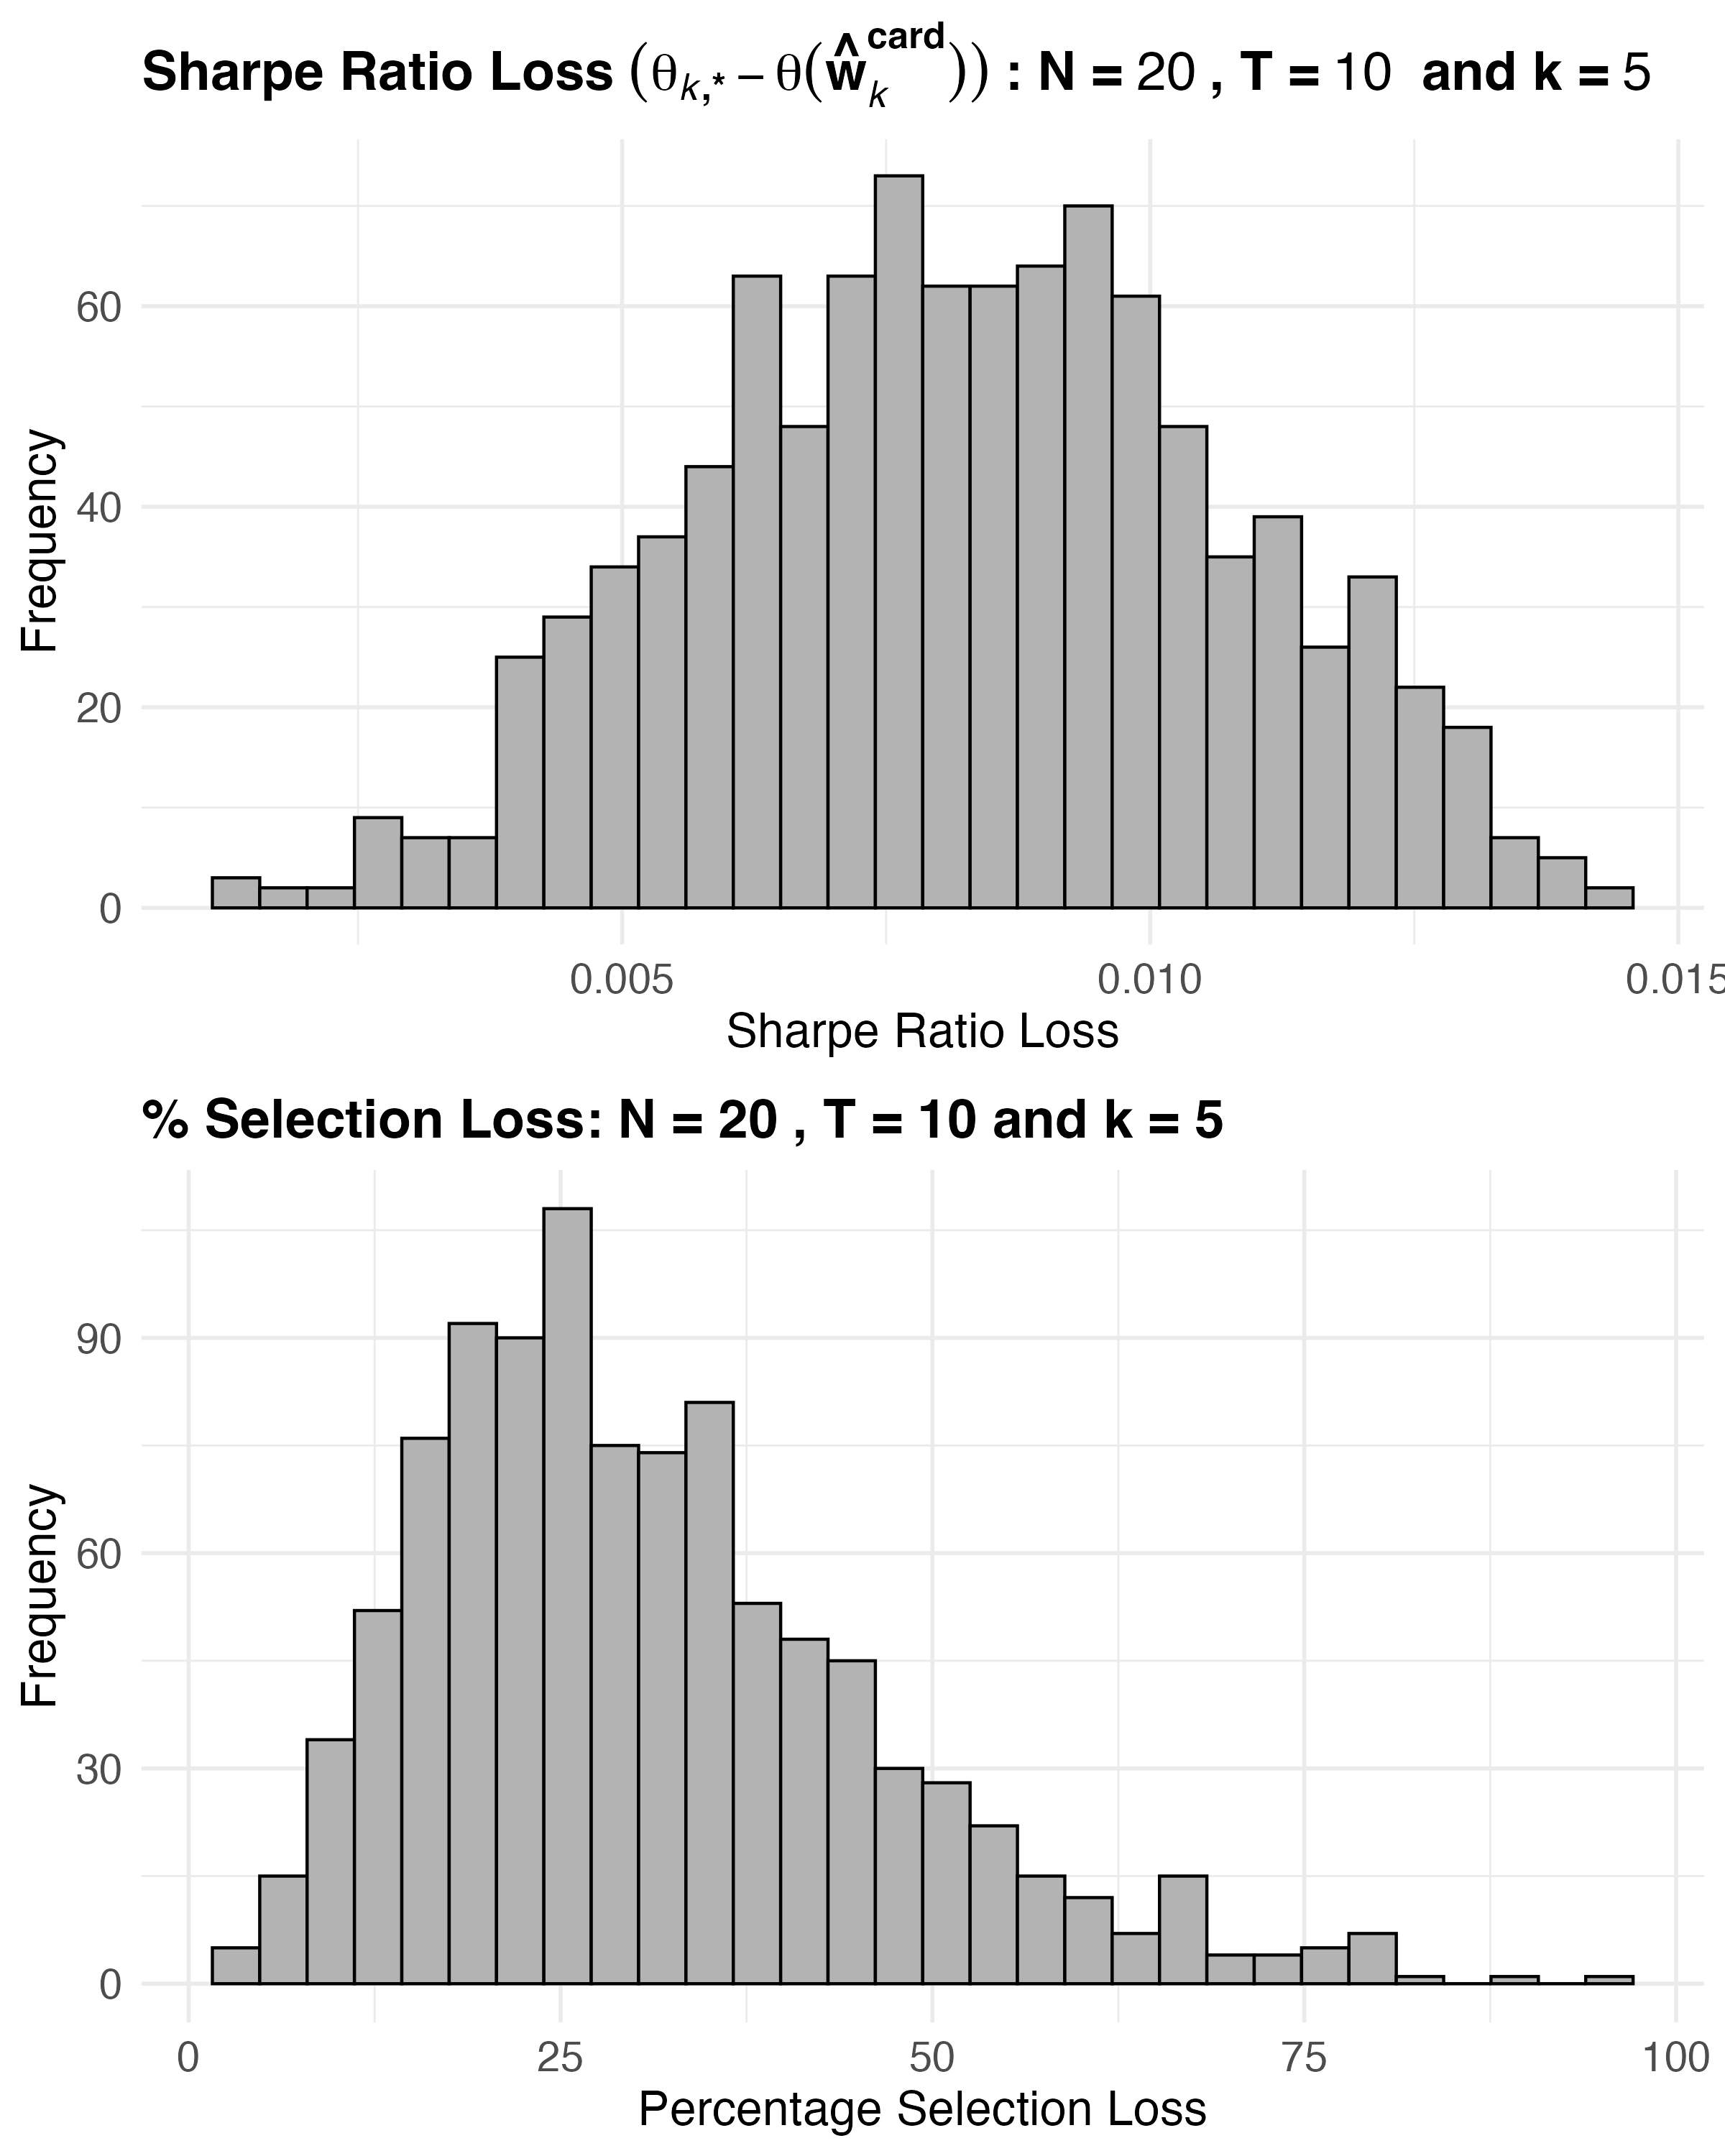 Sharpe Ratio Loss (θk,* − θ(ŵk^card)) : N = 20 , T = 10 and k = 5
Frequency
60
40
20
0
0.005 0.010 0.015
Sharpe Ratio Loss
% Selection Loss: N = 20 , T = 10 and k = 5
Frequency
90
60
30
0
0 25 50 75 100
Percentage Selection Loss